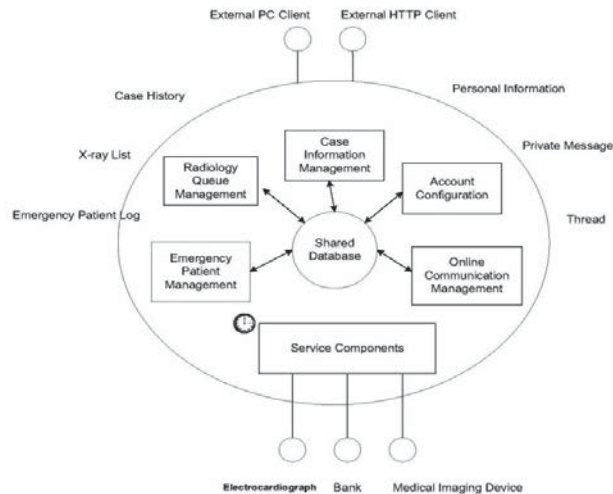 External PC Client
External HTTP Client
Case History
Personal Information
Case
Information
Management
Private Message
X-ray List
Radiology
Queue
Management
Account
Configuration
Emergency Patient Log
Thread
Shared
Database
Emergency
Patient
Management
Online
Communication
Management
Service Components
Electrocardiograph
Bank
Medical Imaging Device